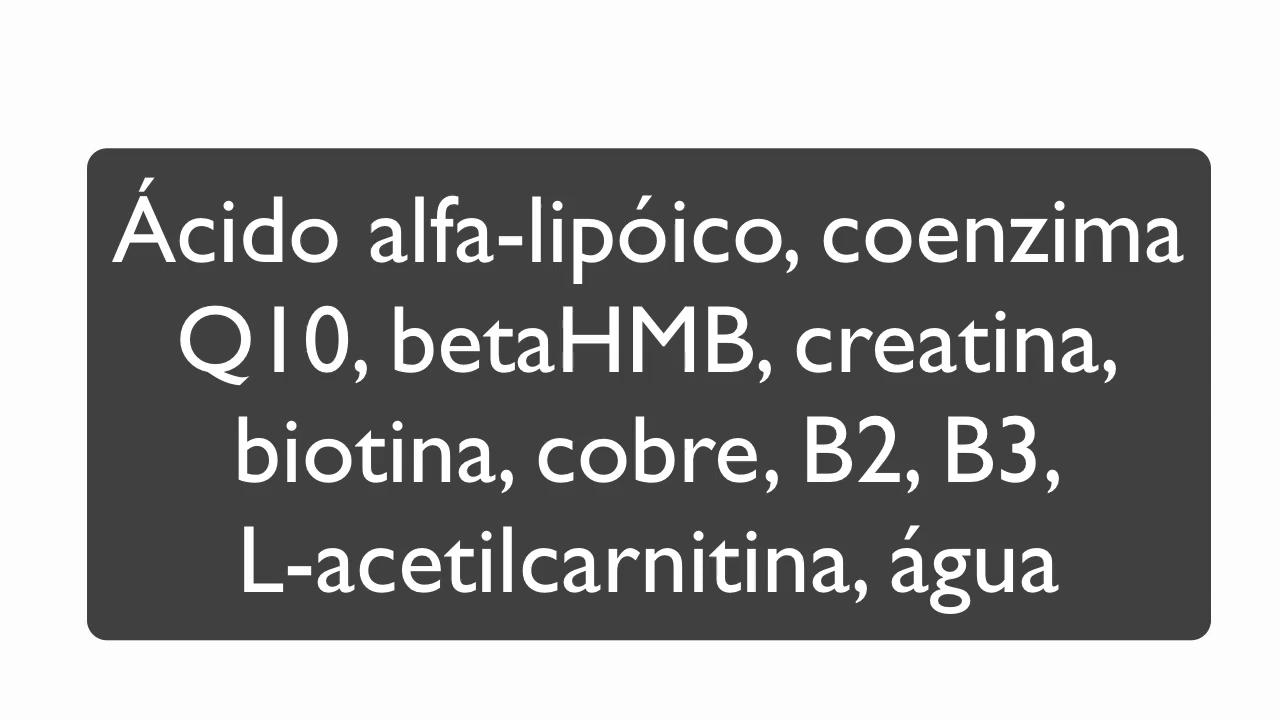 Ácido alfa-lipóico, coenzima
Q10, betaHMB, creatina,
biotina, cobre, B2, B3,
L-acetilcarnitina, água